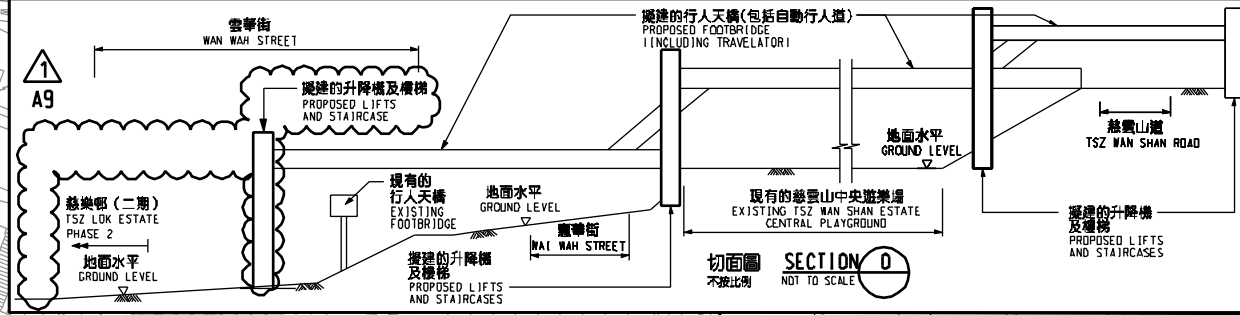 雲華街
WAN WAH STREET
1
A9
擬建的升降機及樓梯
PROPOSED LIFTS
AND STAIRCASE
擬建的行人天橋(包括自動行人道)
PROPOSED FOOTBRIDGE
(INCLUDING TRAVELATOR)
慈樂邨（二期）
TSZ LOK ESTATE
PHASE 2
地面水平
GROUND LEVEL
現有的
行人天橋
EXISTING
FOOTBRIDGE
地面水平
GROUND LEVEL
WAI WAH STREET
擬建的升降機
及樓梯
PROPOSED LIFTS
AND STAIRCASES
現有的慈雲山中央遊樂場
EXISTING TSZ WAN SHAN ESTATE
CENTRAL PLAYGROUND
地面水平
GROUND LEVEL
慈雲山道
TSZ WAN SHAN ROAD
擬建的升降機
及樓梯
PROPOSED LIFTS
AND STAIRCASES
切面圖 SECTION D
不按比例 NOT TO SCALE